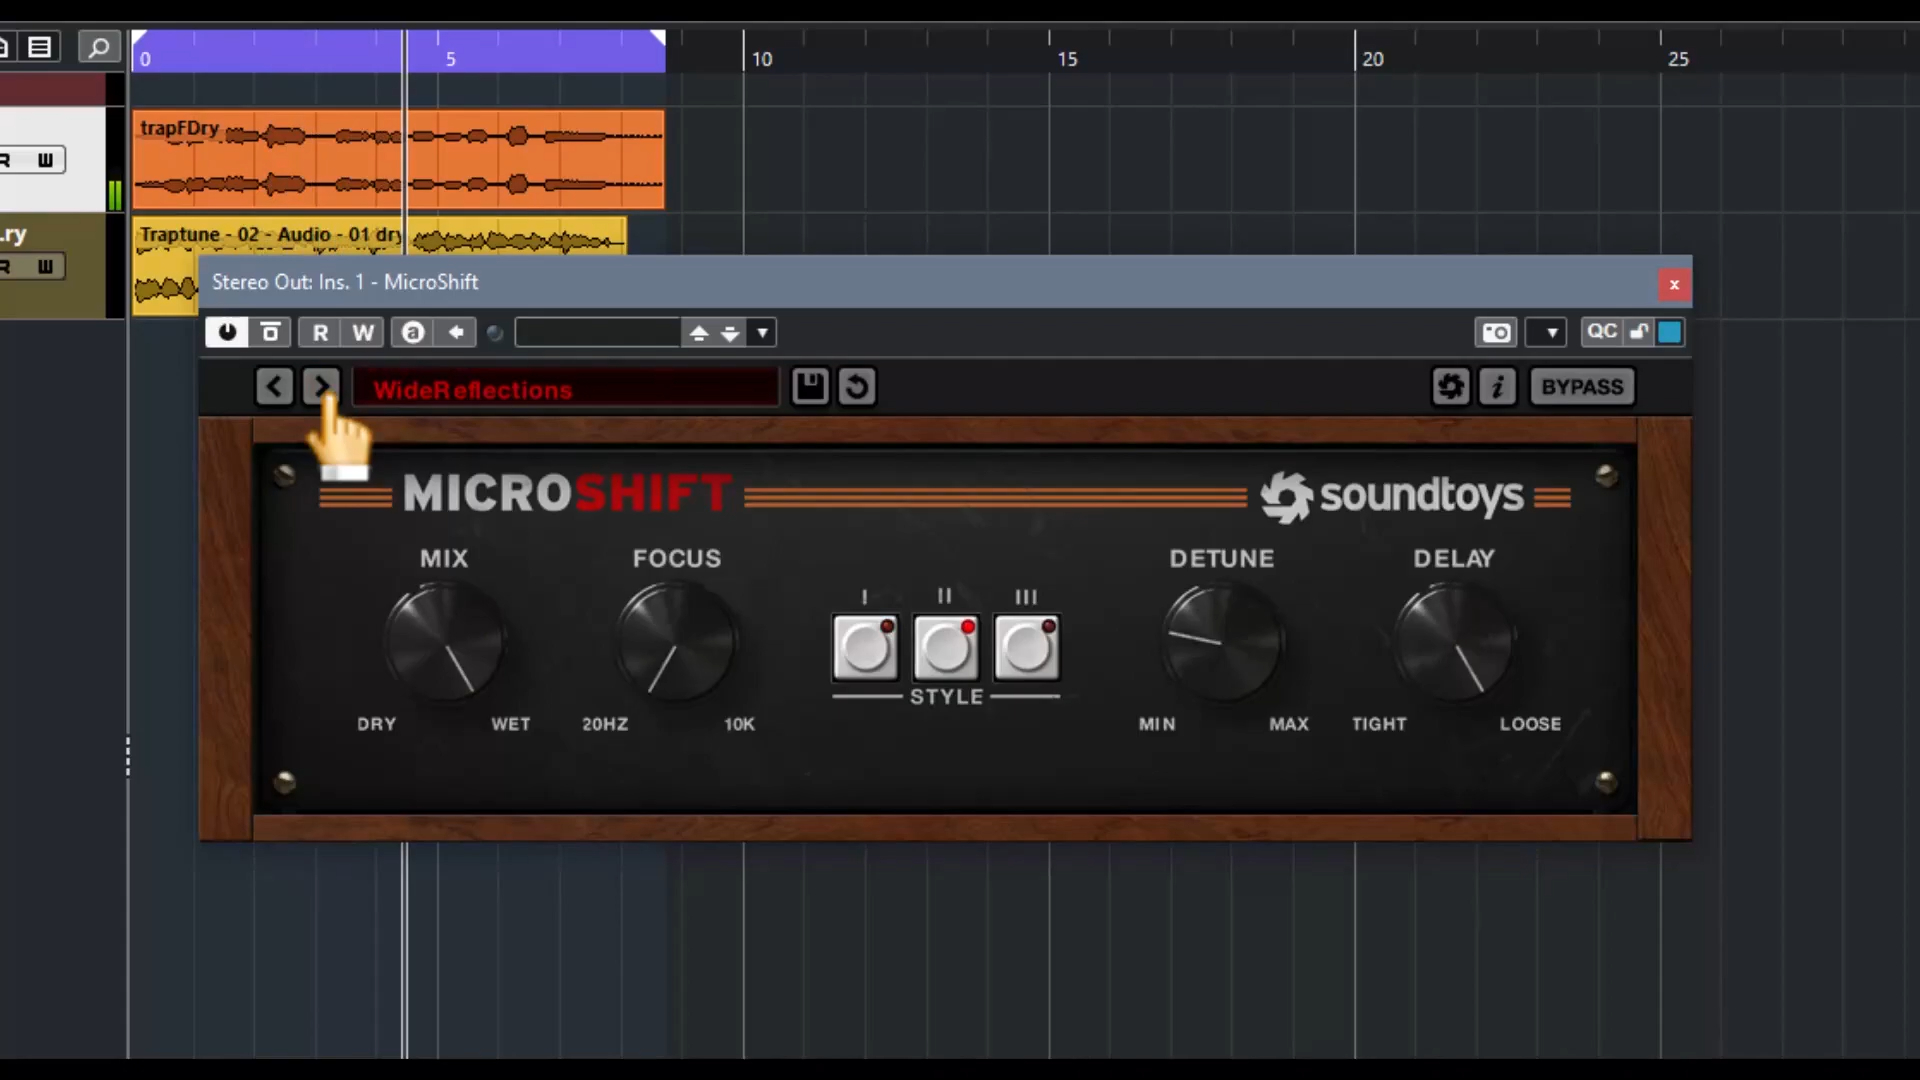 0 5 10 15 20 25
trapFDry
R W
.ry
Traptune - 02 - Audio - 01 dry
R W
Stereo Out: Ins. 1 - MicroShift x
R W a QC
WideReflections i BYPASS
MICROSHIFT soundtoys
MIX FOCUS DETUNE DELAY
I II III
STYLE
DRY WET 20HZ 10K MIN MAX TIGHT LOOSE